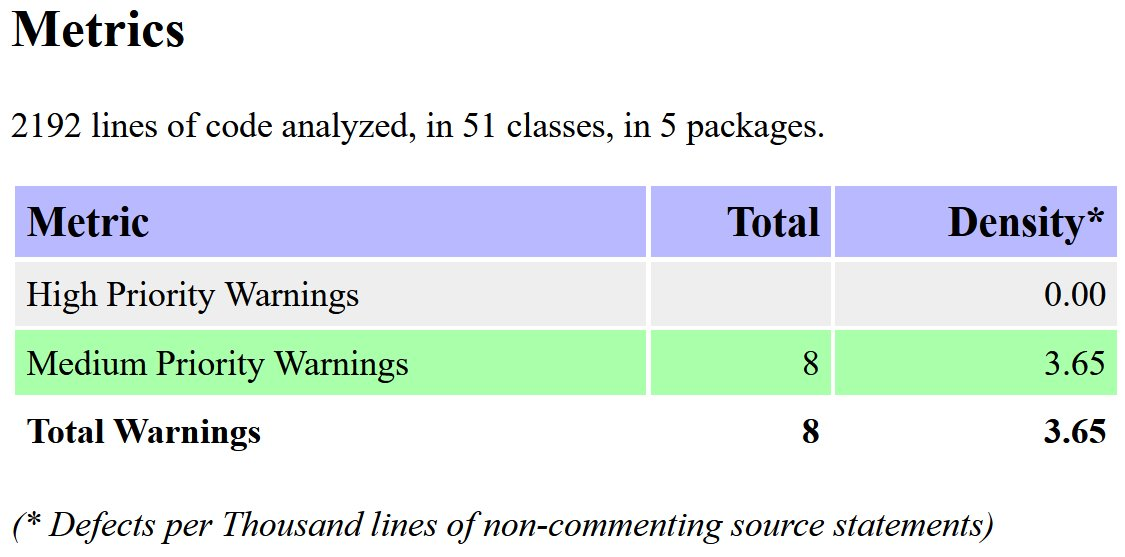 Metrics
2192 lines of code analyzed, in 51 classes, in 5 packages.
Metric Total Density*
High Priority Warnings 0.00
Medium Priority Warnings 8 3.65
Total Warnings 8 3.65
(* Defects per Thousand lines of non-commenting source statements)